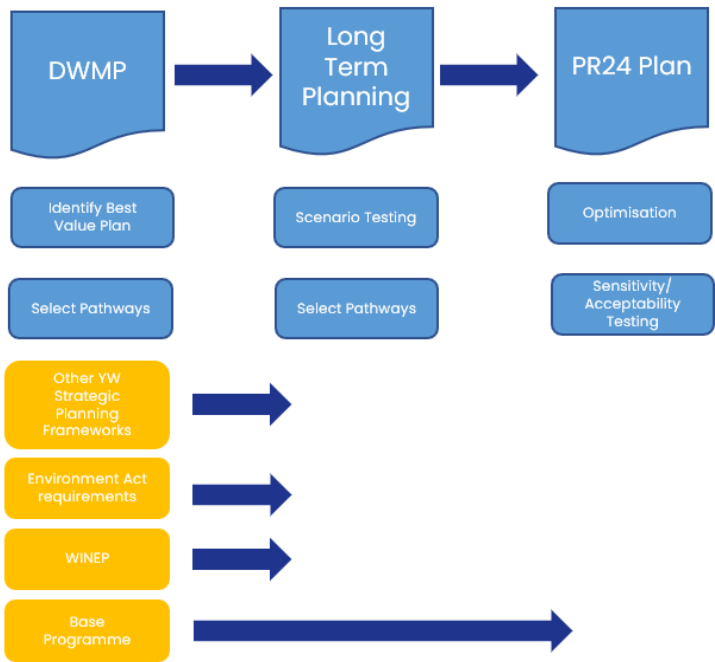 DWMP
Long
Term
Planning
PR24 Plan
Identify Best
Value Plan
Scenario Testing
Optimisation
Select Pathways
Select Pathways
Sensitivity/
Acceptability
Testing
Other YW
Strategic
Planning
Frameworks
Environment Act
requirements
WINEP
Base
Programme